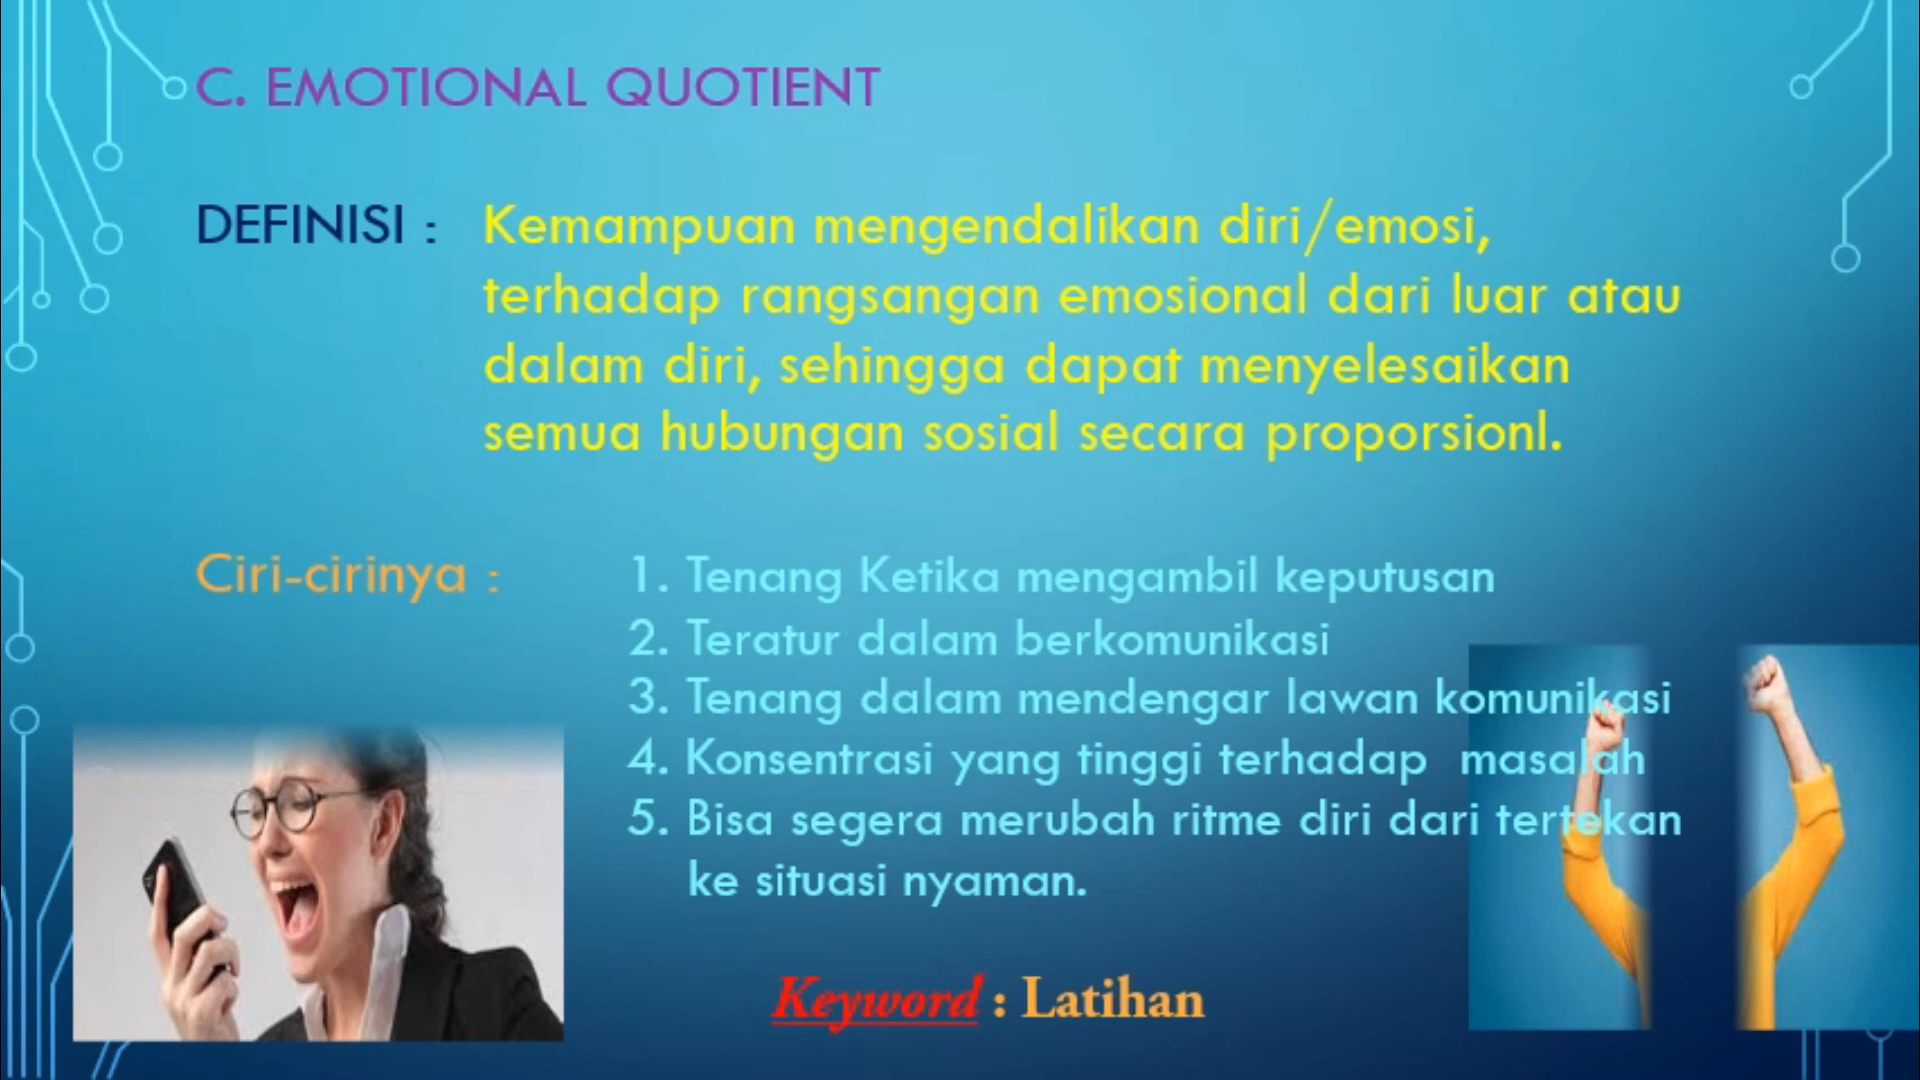 C. EMOTIONAL QUOTIENT
DEFINISI : Kemampuan mengendalikan diri/emosi,
terhadap rangsangan emosional dari luar atau
dalam diri, sehingga dapat menyelesaikan
semua hubungan sosial secara proporsionl.
Ciri-cirinya : 1. Tenang Ketika mengambil keputusan
2. Teratur dalam berkomunikasi
3. Tenang dalam mendengar lawan komunikasi
4. Konsentrasi yang tinggi terhadap masalah
5. Bisa segera merubah ritme diri dari tertekan
ke situasi nyaman.
Keyword : Latihan